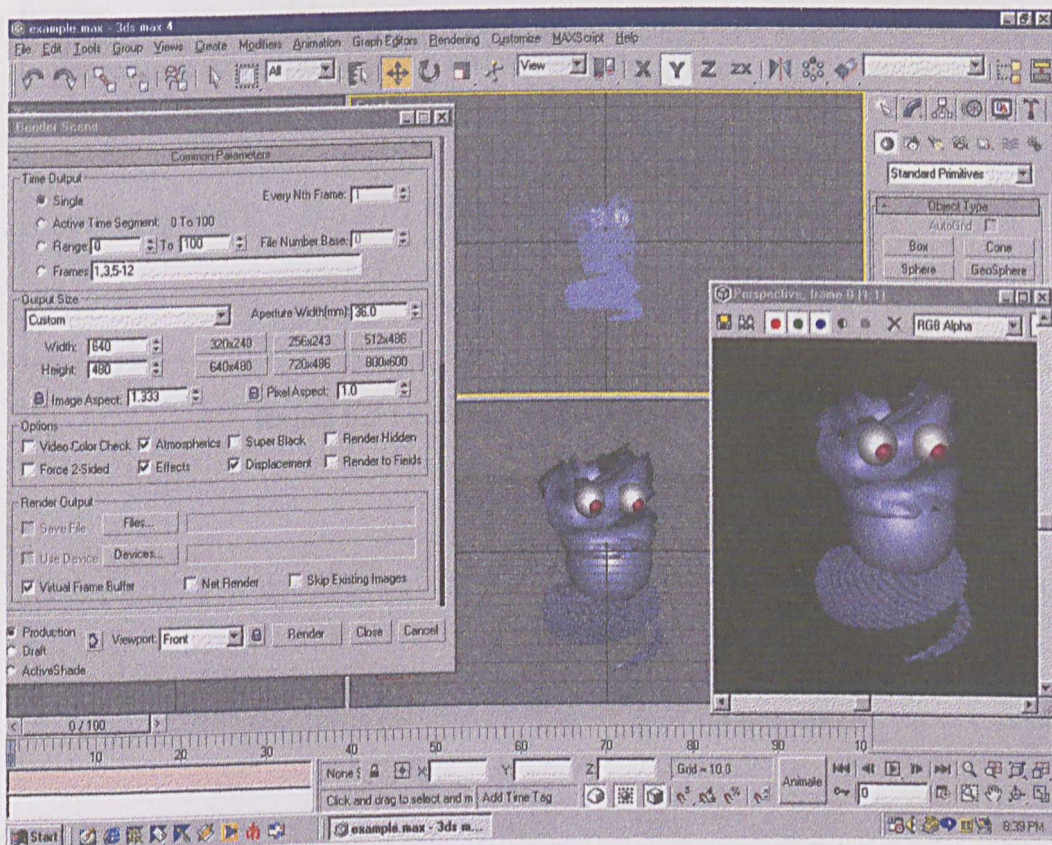 example.max - 3ds max 4
File Edit Tools Group Views Create Modifiers Animation Graph Editors Rendering Customize MAXScript Help
All
View
X Y Z ZX
Render Scene
Common Parameters
Time Output
Single
Every Nth Frame: 1
Active Time Segment: 0 To 100
Range: 0 To 100
File Number Base: 0
Frames 1,3,5-12
Output Size
Custom
Aperture Width(mm): 36.0
Width: 640
320x240 256x243 512x486
Height: 480
640x480 720x486 800x600
Image Aspect: 1.333
Pixel Aspect: 1.0
Options
Video Color Check Atmospherics Super Black Render Hidden
Force 2-Sided Effects Displacement Render to Fields
Render Output
Save File Files...
Use Device Devices...
Virtual Frame Buffer Net Render Skip Existing Images
Production
Draft
ActiveShade
Viewport: Front Render Close Cancel
Standard Primitives
Object Type
AutoGrid
Box Cone
Sphere GeoSphere
Perspective, frame 0 (1:1)
RGB Alpha
0 / 100
10 20 30 40 50 60 70 80 90 10
None S X: Y: Z: Grid = 10.0
Animate
0
Click and drag to select and m Add Time Tag
Start
example.max - 3ds m...
8:39 PM